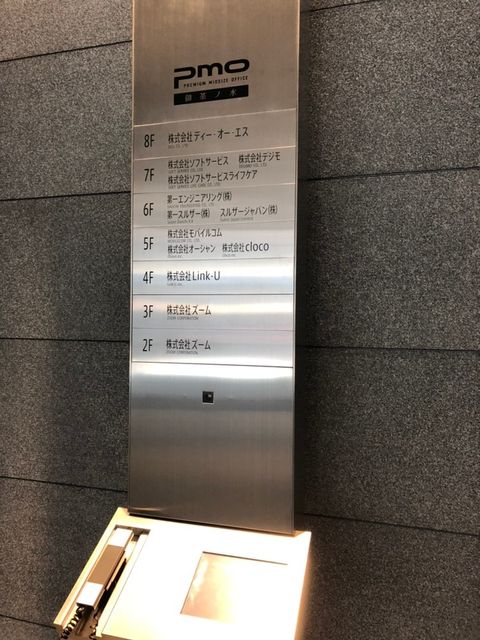 pmo
PREMIUM MIDSIZE OFFICE
御茶ノ水
8F 株式会社ディー・オー・エス
7F 株式会社ソフトサービス 株式会社デジモ
株式会社ソフトサービスライフケア
6F 第一エンジニアリング㈱
第一スルザー㈱ スルザージャパン㈱
5F 株式会社モバイルコム
株式会社オーシャン 株式会社cloco
4F 株式会社Link-U
3F 株式会社ズーム
ZOOM CORPORATION
2F 株式会社ズーム
ZOOM CORPORATION